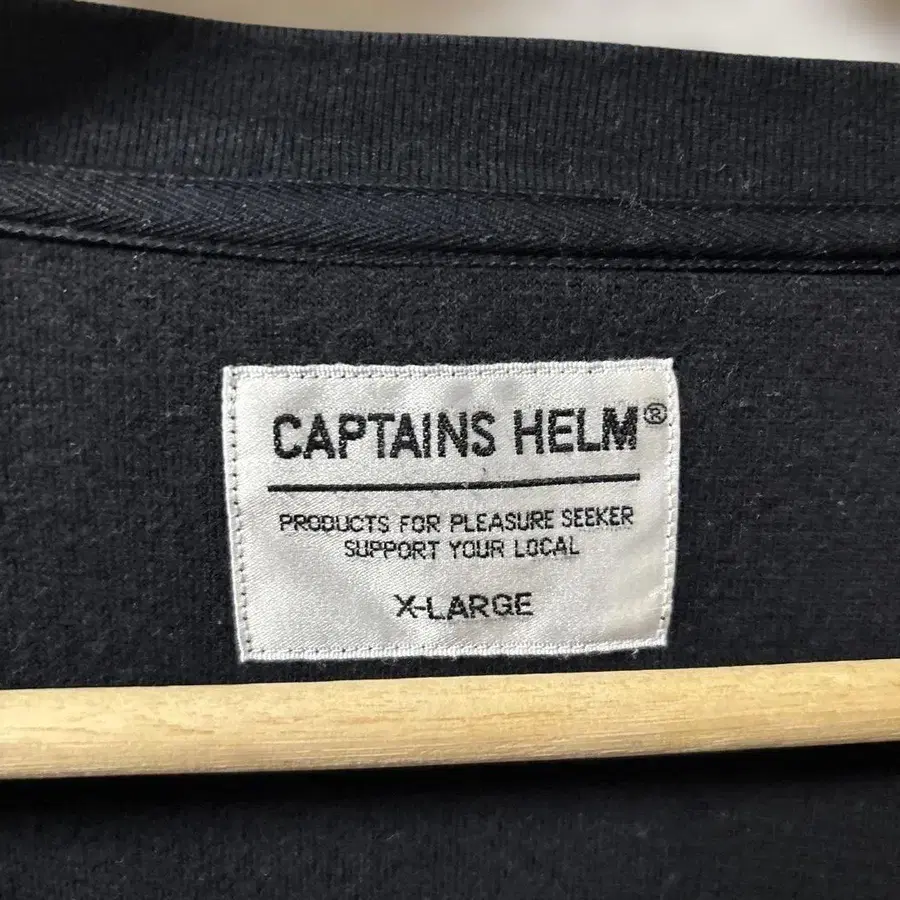 CAPTAINS HELM®
PRODUCTS FOR PLEASURE SEEKER
SUPPORT YOUR LOCAL
X-LARGE